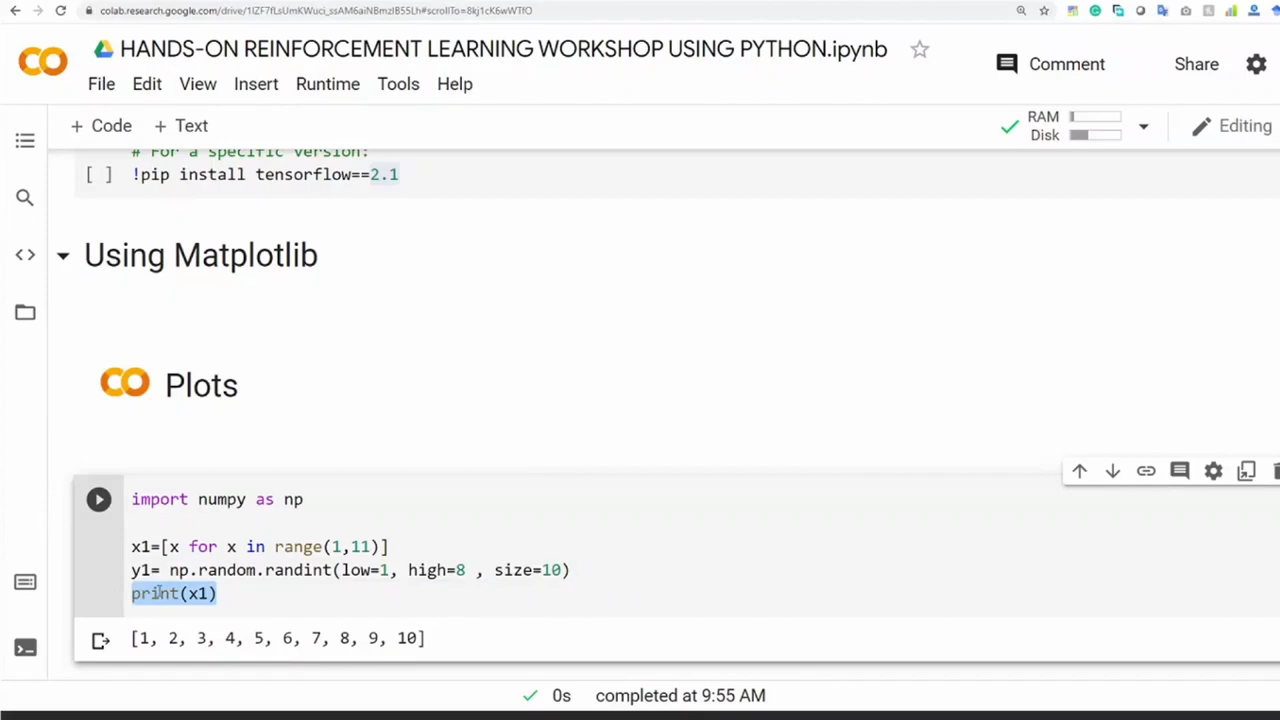 colab.research.google.com/drive/1IZF7fLsUmKWuci_ssAM6aiNBmzIB55Lh#scrollTo=8kj1cK6wWTfO
HANDS-ON REINFORCEMENT LEARNING WORKSHOP USING PYTHON.ipynb
Comment
Share
File Edit View Insert Runtime Tools Help
+ Code + Text
RAM
Disk
Editing
# For a specific version:
[ ] !pip install tensorflow==2.1
Using Matplotlib
CO Plots
import numpy as np
x1=[x for x in range(1,11)]
y1= np.random.randint(low=1, high=8 , size=10)
print(x1)
[1, 2, 3, 4, 5, 6, 7, 8, 9, 10]
0s completed at 9:55 AM